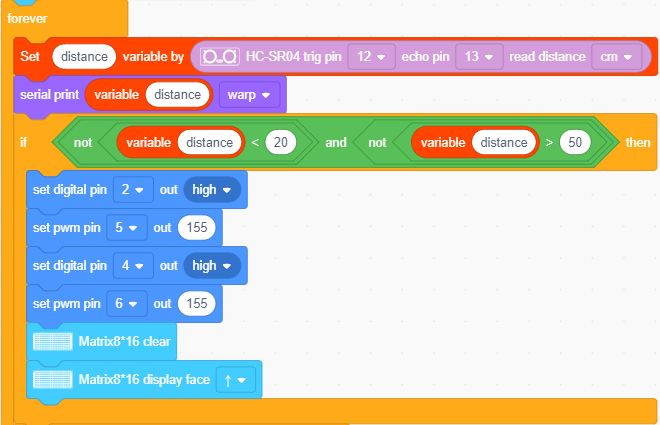 forever
Set distance variable by HC-SR04 trig pin 12 echo pin 13 read distance cm
serial print variable distance warp
if not variable distance < 20 and not variable distance > 50 then
set digital pin 2 out high
set pwm pin 5 out 155
set digital pin 4 out high
set pwm pin 6 out 155
Matrix8*16 clear
Matrix8*16 display face ↑